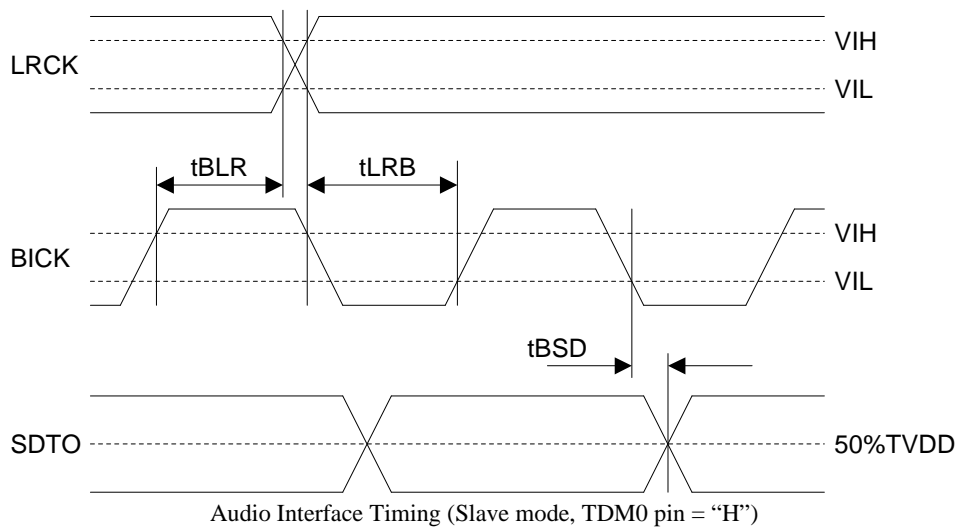 LRCK
VIH
VIL
tBLR
tLRB
BICK
VIH
VIL
tBSD
SDTO
50%TVDD
Audio Interface Timing (Slave mode, TDM0 pin = “H”)